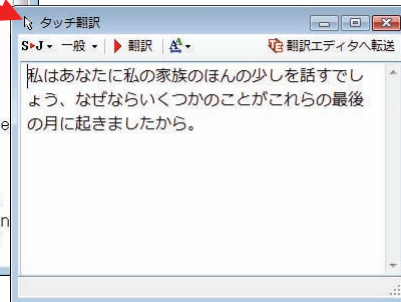 タッチ翻訳
S▸J 一般 翻訳 翻訳エディタへ転送
私はあなたに私の家族のほんの少しを話すでし
ょう、なぜならいくつかのことがこれらの最後
の月に起きましたから。
e
n